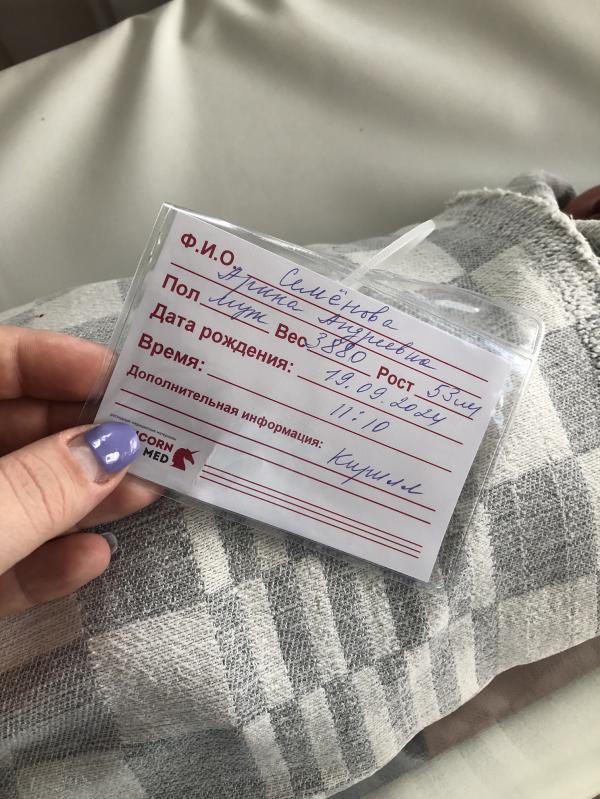 Ф.И.О. Семёнова
Арина Андреевна
Пол Муж Вес 3880 Рост 53см
Дата рождения: 19.09.2024
Время: 11:10
Дополнительная информация: Кирилл
CORN
MED